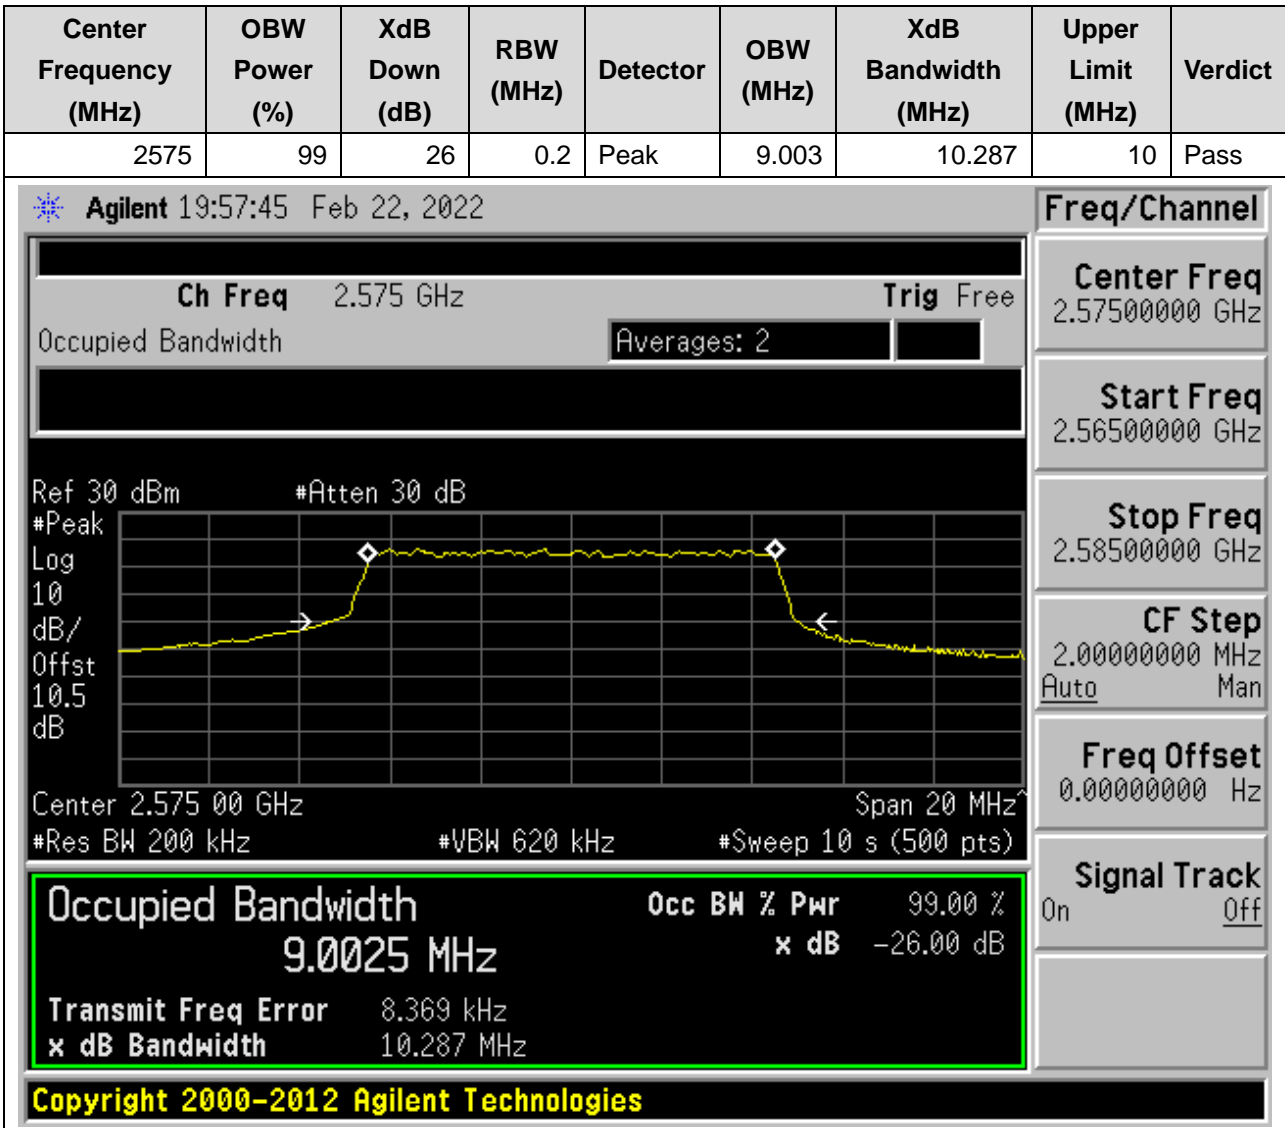 Center Frequency (MHz) OBW Power (%) XdB Down (dB) RBW (MHz) Detector OBW (MHz) XdB Bandwidth (MHz) Upper Limit (MHz) Verdict
2575 99 26 0.2 Peak 9.003 10.287 10 Pass
Agilent 19:57:45 Feb 22, 2022
Freq/Channel
Ch Freq 2.575 GHz Trig Free
Occupied Bandwidth Averages: 2
Center Freq
2.57500000 GHz
Start Freq
2.56500000 GHz
Stop Freq
2.58500000 GHz
CF Step
2.00000000 MHz
Auto Man
Freq Offset
0.00000000 Hz
Signal Track
On Off
Ref 30 dBm #Atten 30 dB
#Peak
Log
10
dB/
Offst
10.5
dB
Center 2.575 00 GHz Span 20 MHz^
#Res BW 200 kHz #VBW 620 kHz #Sweep 10 s (500 pts)
Occupied Bandwidth Occ BW % Pwr 99.00 %
9.0025 MHz x dB -26.00 dB
Transmit Freq Error 8.369 kHz
x dB Bandwidth 10.287 MHz
Copyright 2000-2012 Agilent Technologies